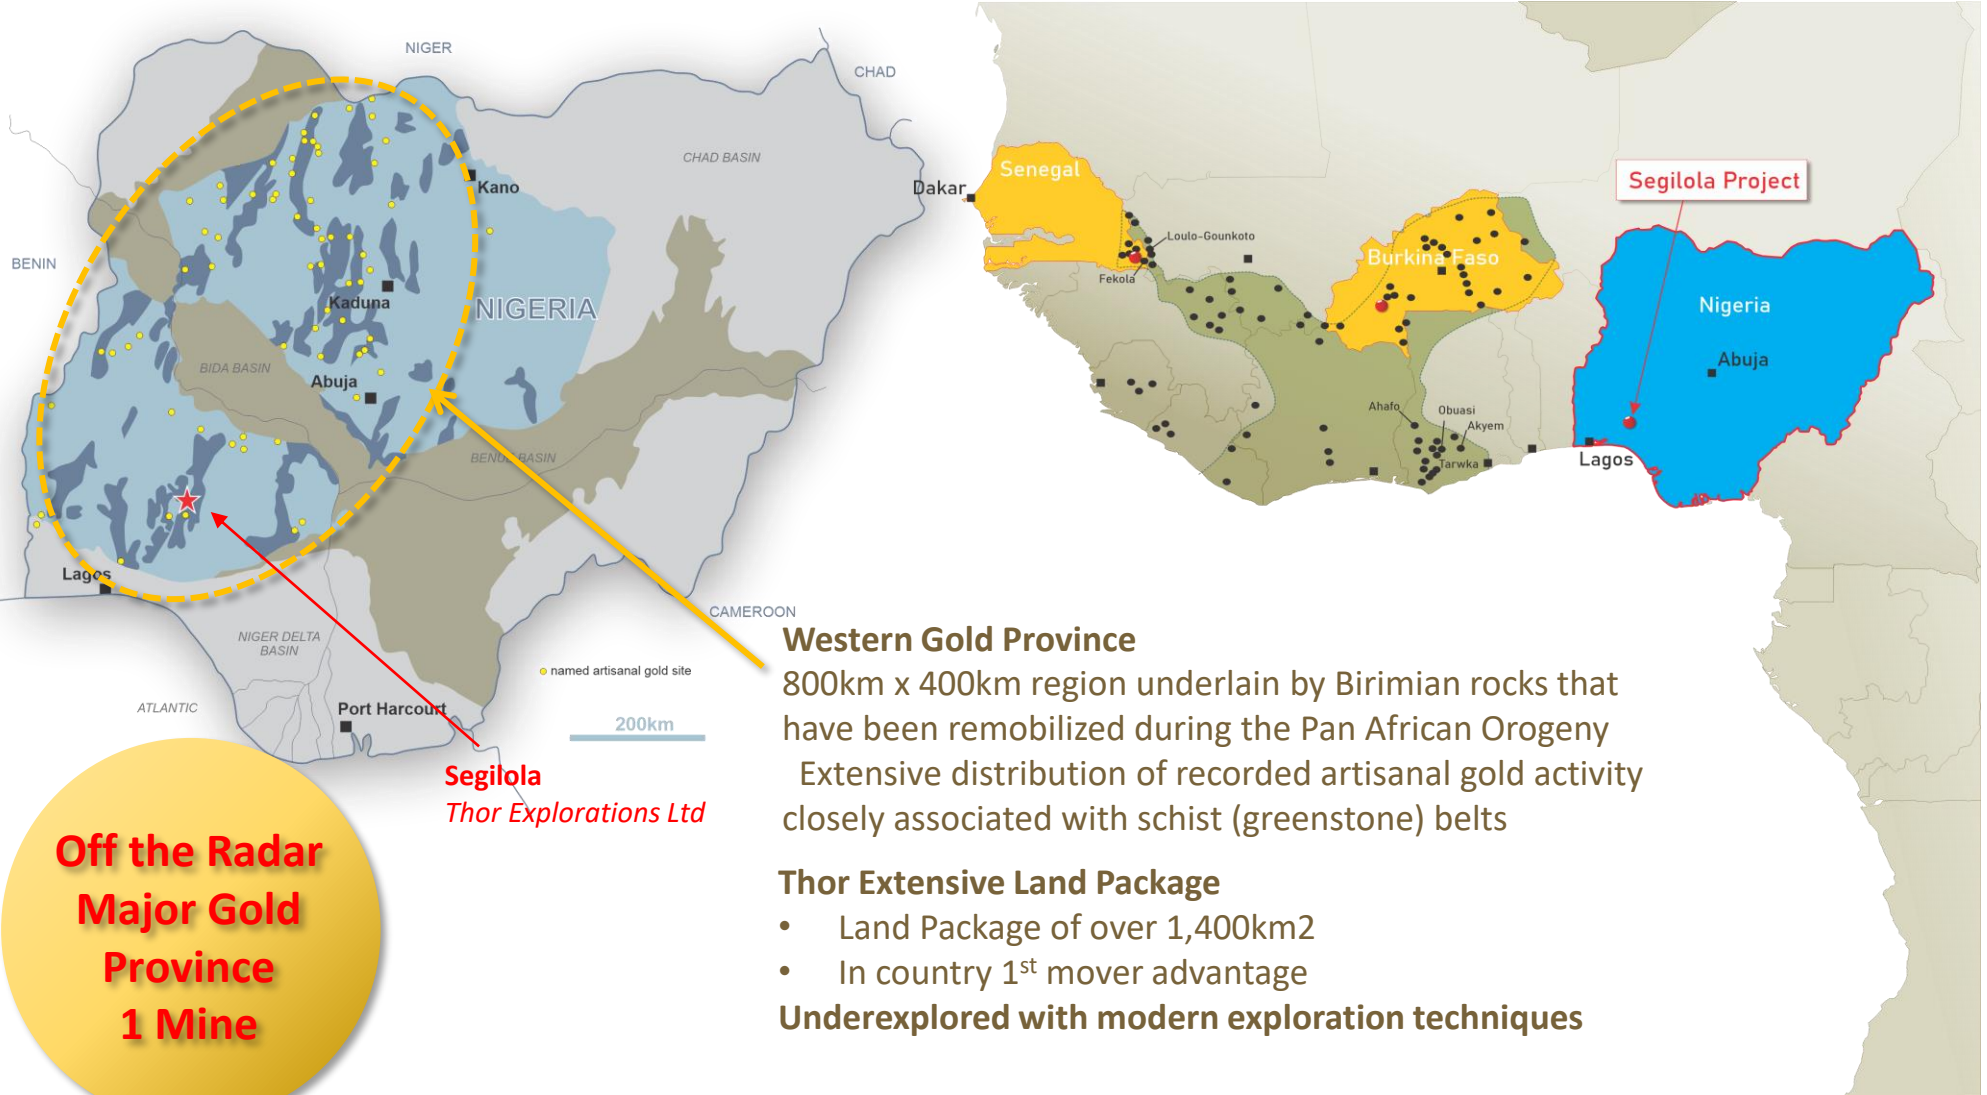 NIGER
CHAD
CHAD BASIN
Kano
BENIN
Kaduna
NIGERIA
BIDA BASIN
Abuja
BENUE BASIN
Lagos
CAMEROON
NIGER DELTA
BASIN
named artisanal gold site
ATLANTIC
Port Harcourt
200km
Segilola
Thor Explorations Ltd
Off the Radar
Major Gold
Province
1 Mine
Senegal
Segilola Project
Dakar
Loulo-Gounkoto
Burkina Faso
Fekola
Nigeria
Abuja
Ahafo
Obuasi
Akyem
Tarwka
Lagos
Western Gold Province
800km x 400km region underlain by Birimian rocks that
have been remobilized during the Pan African Orogeny
Extensive distribution of recorded artisanal gold activity
closely associated with schist (greenstone) belts
Thor Extensive Land Package
• Land Package of over 1,400km2
• In country 1st mover advantage
Underexplored with modern exploration techniques